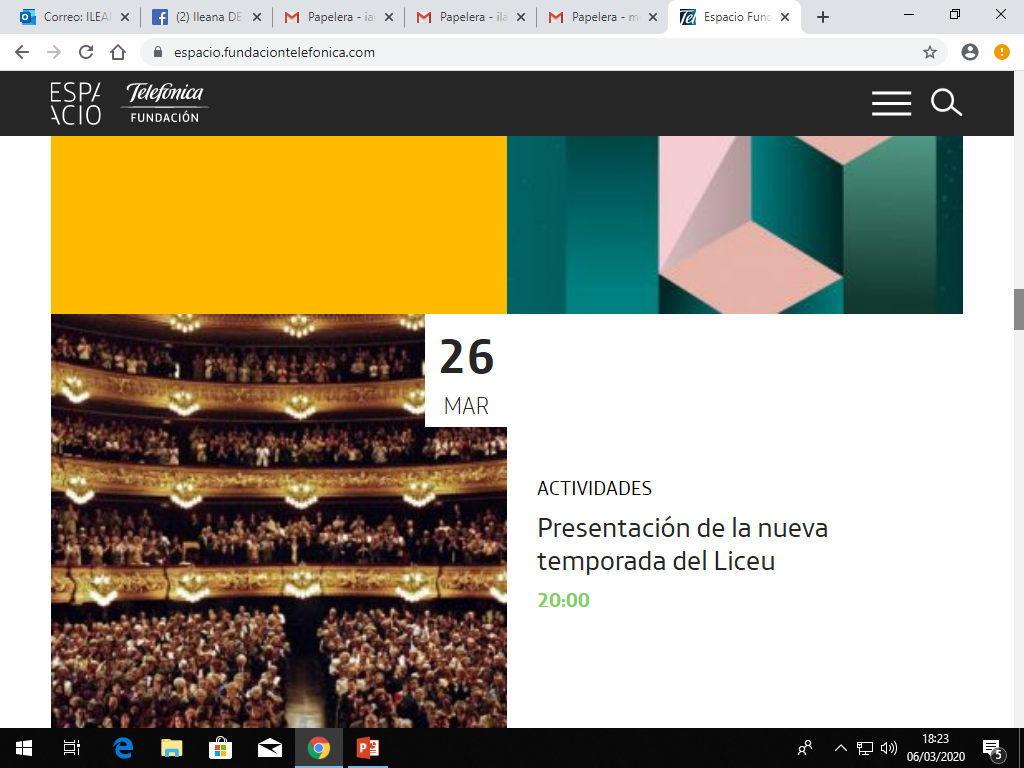 Correo: ILEA
(2) Ileana DE
Papelera - ia
Papelera - ila
Papelera - m
Espacio Fund
espacio.fundaciontelefonica.com
ESPA
ACIO
Telefónica
FUNDACIÓN
26
MAR
ACTIVIDADES
Presentación de la nueva
temporada del Liceu
20:00
18:23
06/03/2020
5